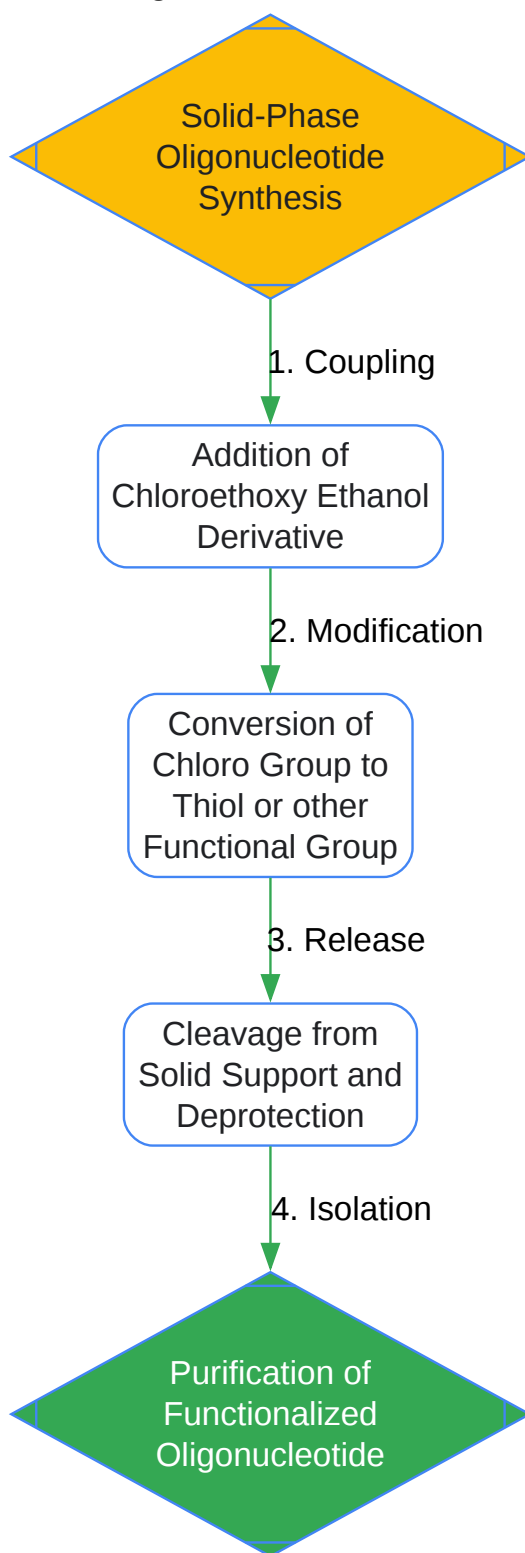 Solid-Phase
Oligonucleotide
Synthesis
1. Coupling
Addition of
Chloroethoxy Ethanol
Derivative
2. Modification
Conversion of
Chloro Group to
Thiol or other
Functional Group
3. Release
Cleavage from
Solid Support and
Deprotection
4. Isolation
Purification of
Functionalized
Oligonucleotide